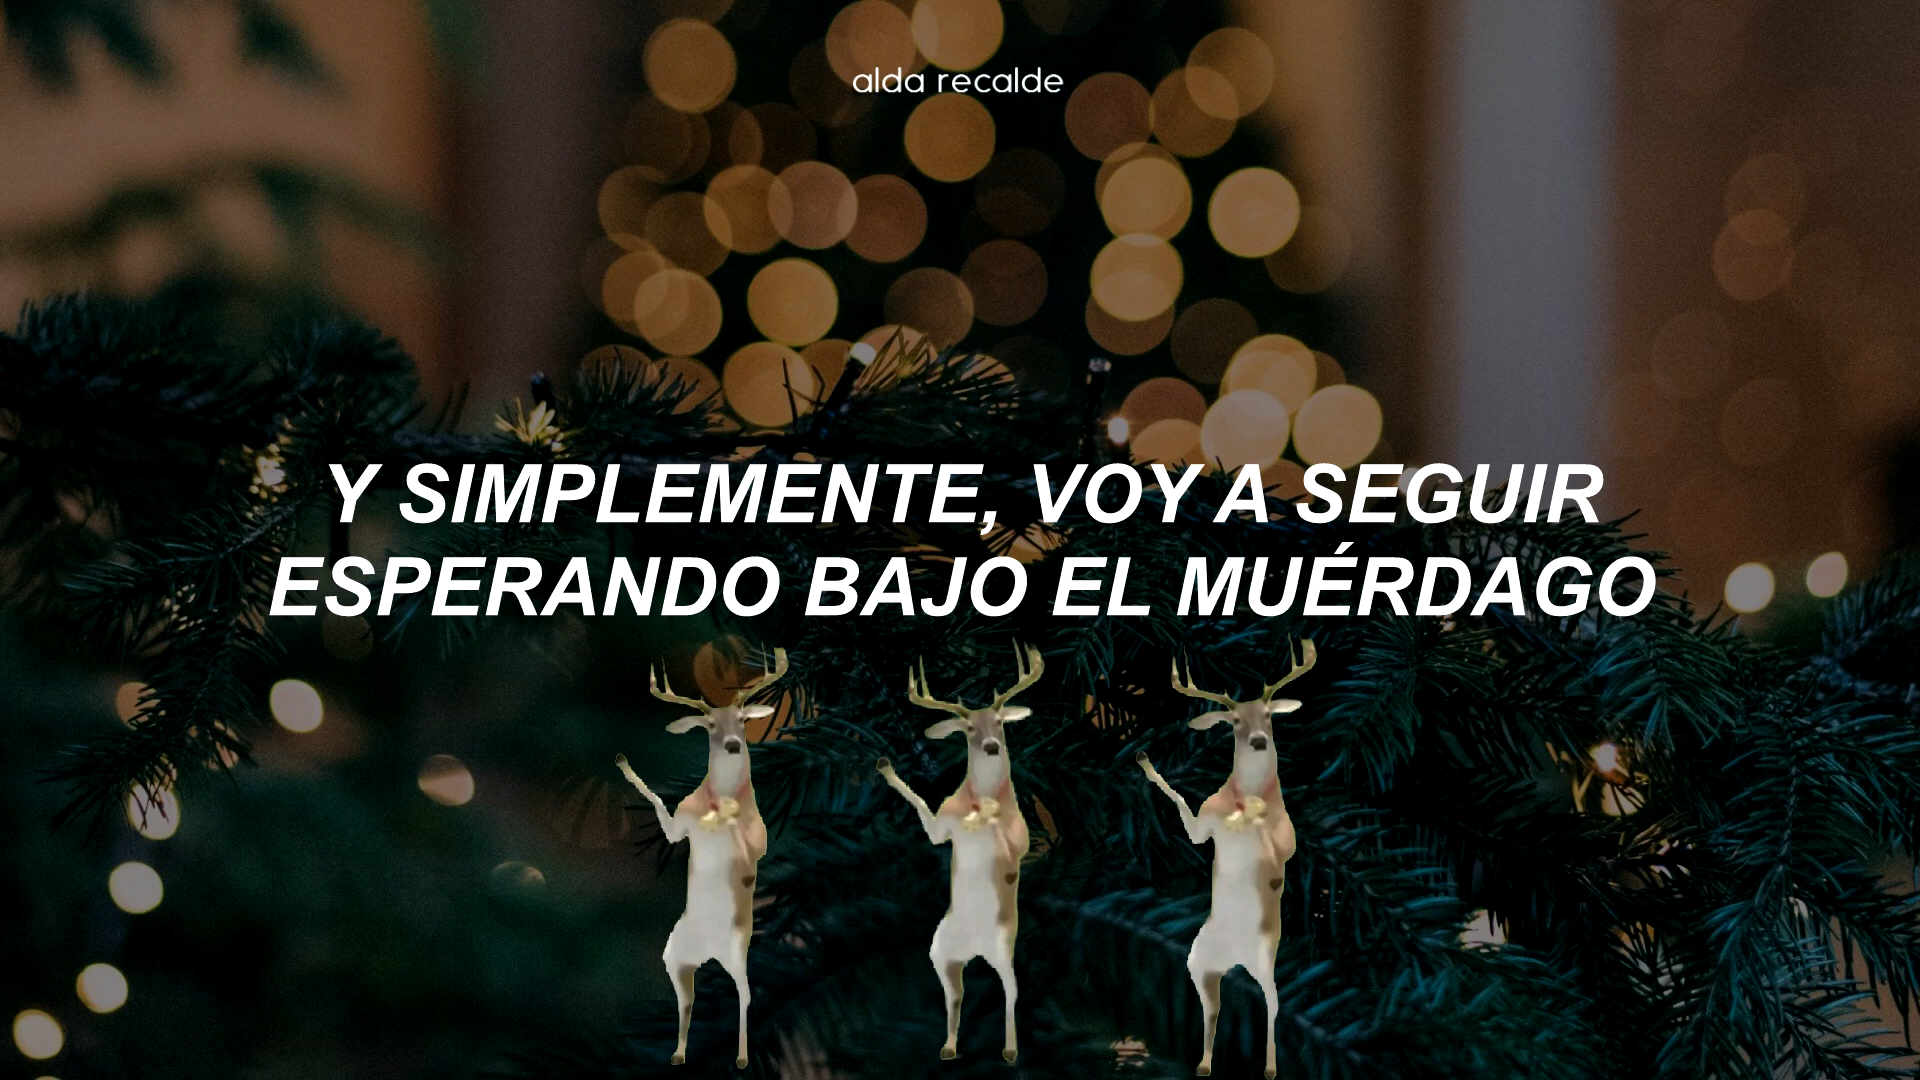 alda recalde
Y SIMPLEMENTE, VOY A SEGUIR
ESPERANDO BAJO EL MUÉRDAGO